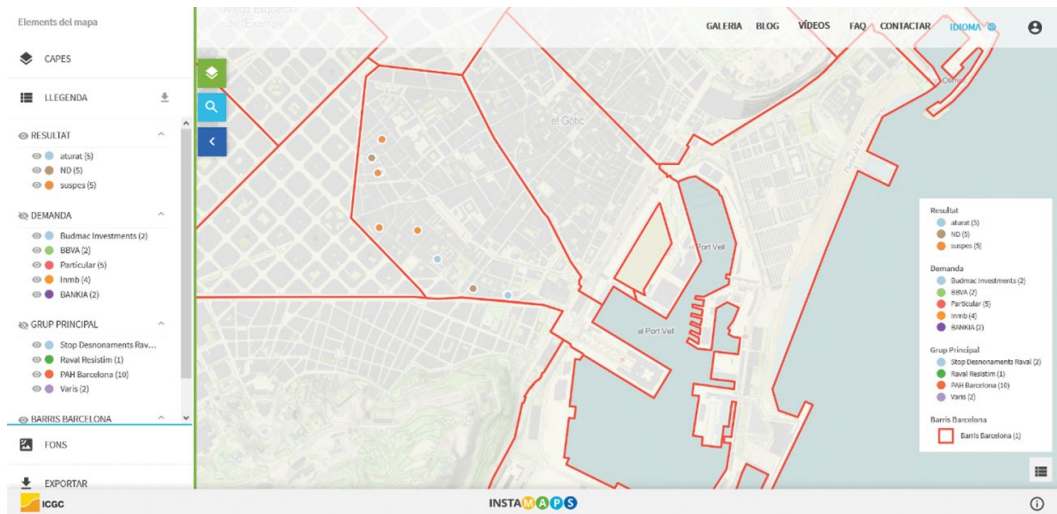 Elements del mapa
GALERIA BLOG VÍDEOS FAQ CONTACTAR IDIOMA
CAPES
LLEGENDA
RESULTAT
aturat (5)
ND (5)
suspes (5)
DEMANDA
Budmac Investments (2)
BBVA (2)
Particular (5)
Inmb (4)
BANKIA (2)
GRUP PRINCIPAL
Stop Desnonaments Rav...
Raval Resistim (1)
PAH Barcelona (10)
Varis (2)
BARRIS BARCELONA
FONS
EXPORTAR
el Gòtic
Port Vell
el Port Vell
Resultat
aturat (5)
ND (5)
suspes (5)
Demanda
Budmac Investments (2)
BBVA (2)
Particular (5)
Inmb (4)
BANKIA (2)
Grup Principal
Stop Desnonaments Raval (2)
Raval Resistim (1)
PAH Barcelona (10)
Varis (2)
Barris Barcelona
Barris Barcelona (1)
ICGC
INSTAMAPS